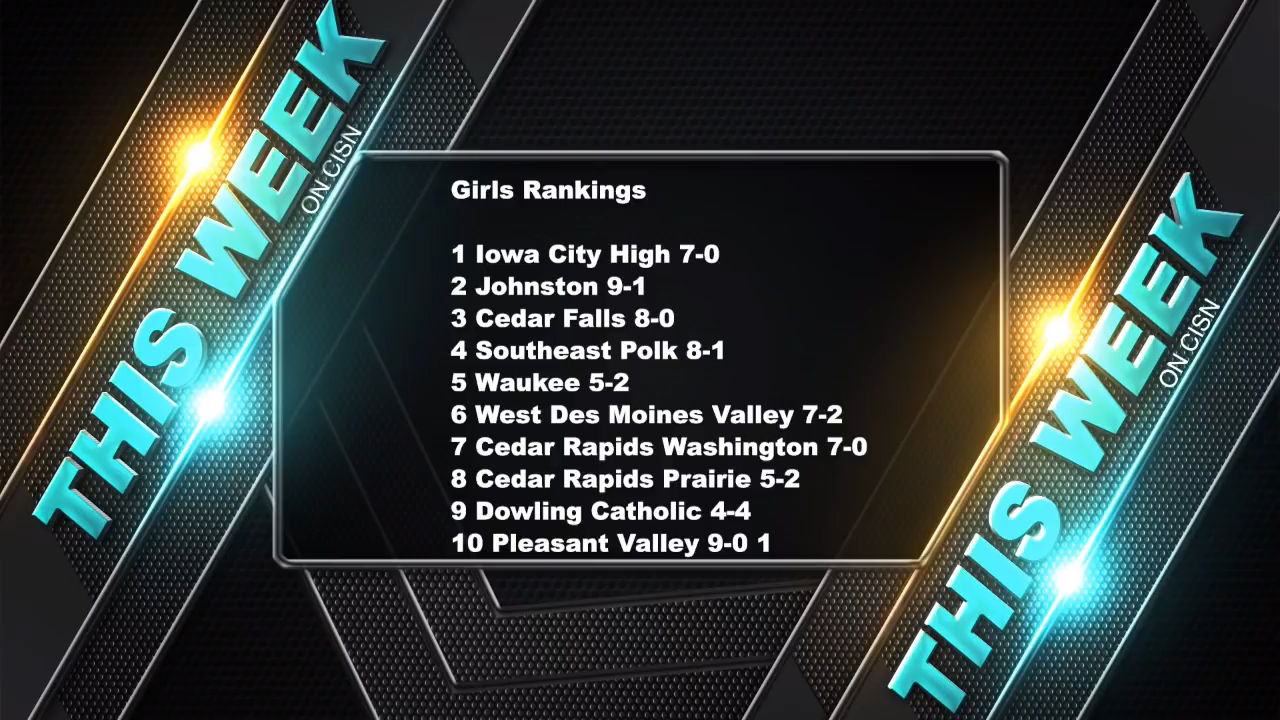 THIS WEEK
ON CISN
Girls Rankings
1 Iowa City High 7-0
2 Johnston 9-1
3 Cedar Falls 8-0
4 Southeast Polk 8-1
5 Waukee 5-2
6 West Des Moines Valley 7-2
7 Cedar Rapids Washington 7-0
8 Cedar Rapids Prairie 5-2
9 Dowling Catholic 4-4
10 Pleasant Valley 9-0 1
THIS WEEK
ON CISN